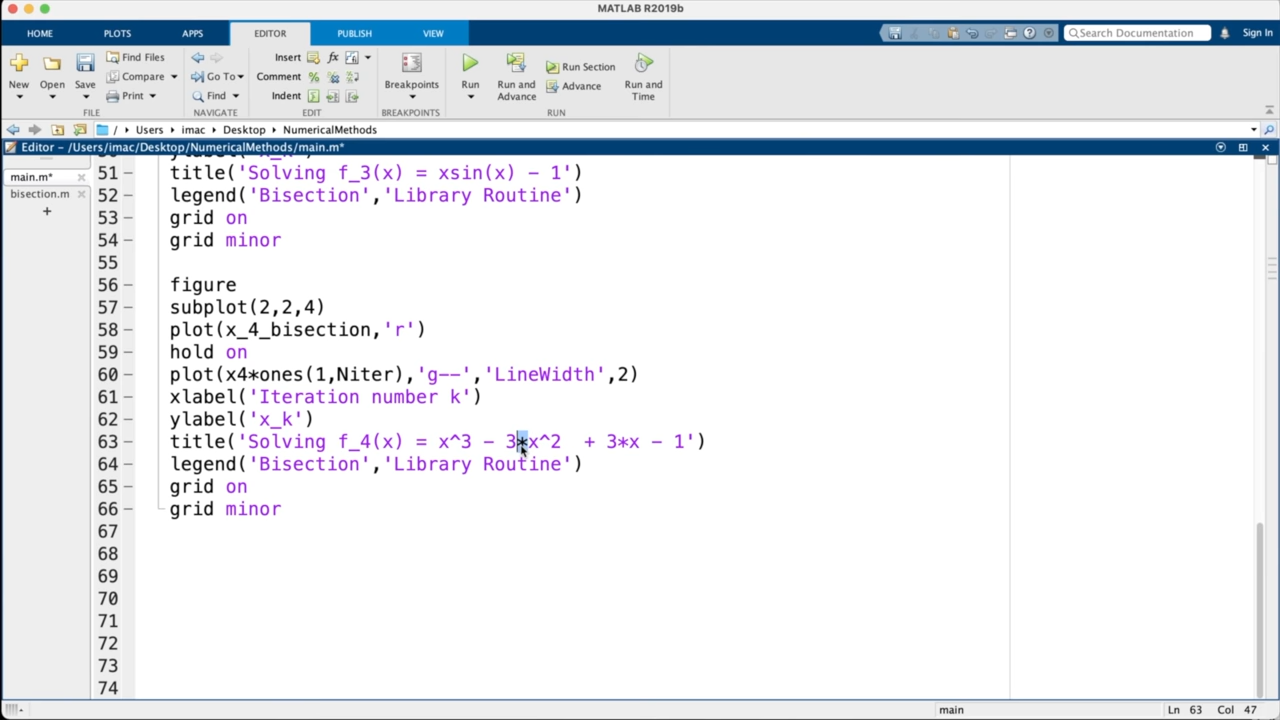 MATLAB R2019b
HOME PLOTS APPS EDITOR PUBLISH VIEW Search Documentation Sign In
New Open Save Find Files Compare Print
Go To Find
Insert fx
Comment %
Indent
Breakpoints
Run Run and Advance Run Section Advance Run and Time
FILE NAVIGATE EDIT BREAKPOINTS RUN
/ Users imac Desktop NumericalMethods
Editor - /Users/imac/Desktop/NumericalMethods/main.m*
main.m*
bisection.m
+
51 title('Solving f_3(x) = xsin(x) - 1')
52 legend('Bisection','Library Routine')
53 grid on
54 grid minor
55
56 figure
57 subplot(2,2,4)
58 plot(x_4_bisection,'r')
59 hold on
60 plot(x4*ones(1,Niter),'g--','LineWidth',2)
61 xlabel('Iteration number k')
62 ylabel('x_k')
63 title('Solving f_4(x) = x^3 - 3*x^2  + 3*x - 1')
64 legend('Bisection','Library Routine')
65 grid on
66 grid minor
67
68
69
70
71
72
73
74
main Ln 63 Col 47